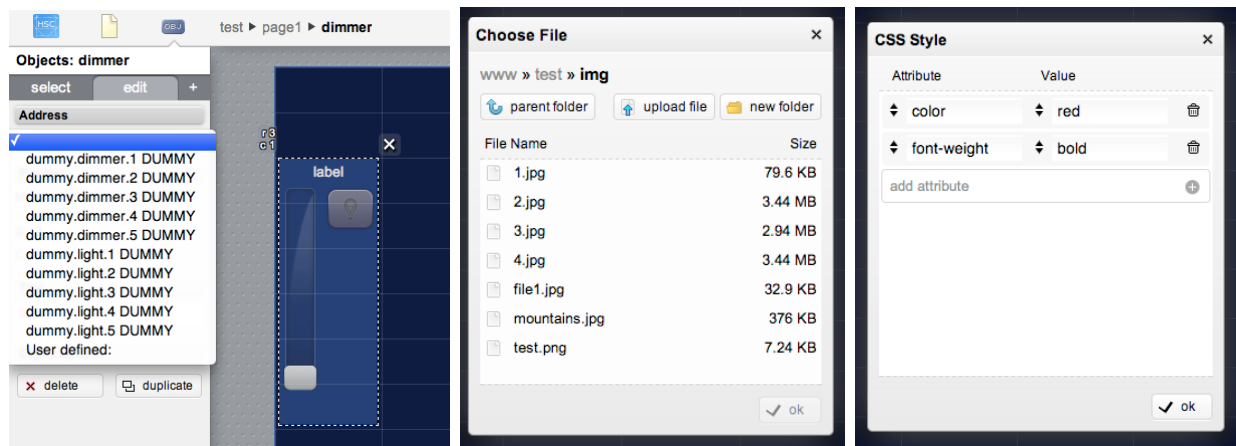 HSC
OBJ
test ▶ page1 ▶ dimmer
Objects: dimmer
select edit +
Address
✓
dummy.dimmer.1 DUMMY
dummy.dimmer.2 DUMMY
dummy.dimmer.3 DUMMY
dummy.dimmer.4 DUMMY
dummy.dimmer.5 DUMMY
dummy.light.1 DUMMY
dummy.light.2 DUMMY
dummy.light.3 DUMMY
dummy.light.4 DUMMY
dummy.light.5 DUMMY
User defined:
delete duplicate
r 3
c 1
label
Choose File
www » test » img
parent folder upload file new folder
File Name Size
1.jpg 79.6 KB
2.jpg 3.44 MB
3.jpg 2.94 MB
4.jpg 3.44 MB
file1.jpg 32.9 KB
mountains.jpg 376 KB
test.png 7.24 KB
ok
CSS Style
Attribute Value
color red
font-weight bold
add attribute
ok